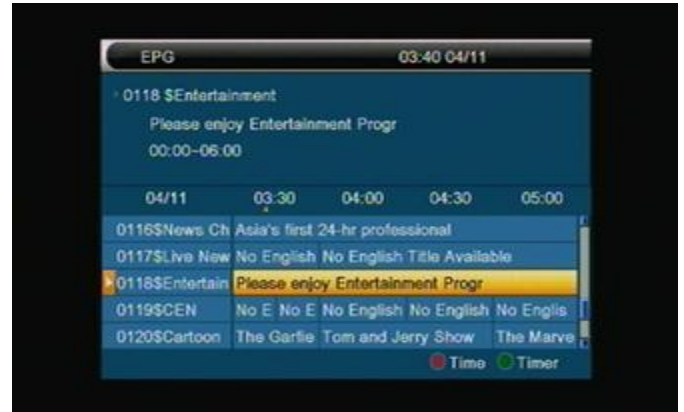 EPG 03:40 04/11
0118 $Entertainment
Please enjoy Entertainment Progr
00:00-06:00
04/11 03:30 04:00 04:30 05:00
0116$News Ch Asia's first 24-hr professional
0117$Live New No English No English Title Available
0118$Entertain Please enjoy Entertainment Progr
0119$CEN No E No E No English No English No Englis
0120$Cartoon The Garfie Tom and Jerry Show The Marve
Time Timer